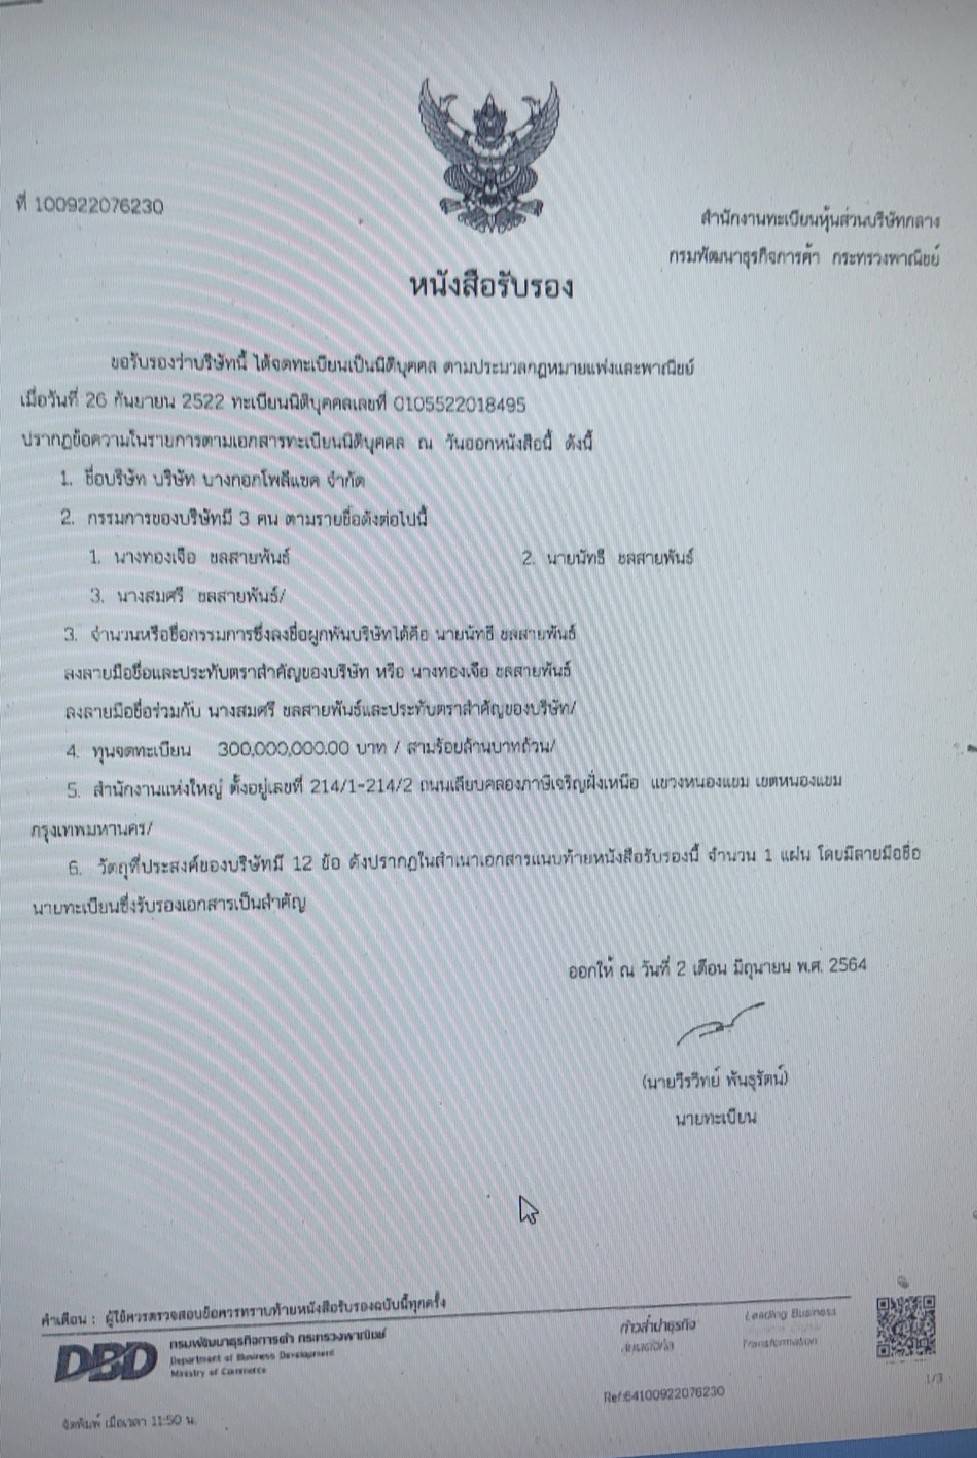 ที่ 100922076230
สำนักงานทะเบียนหุ้นส่วนบริษัทกลาง
กรมพัฒนาธุรกิจการค้า กระทรวงพาณิชย์
หนังสือรับรอง
ขอรับรองว่าบริษัทนี้ ได้จดทะเบียนเป็นนิติบุคคล ตามประมวลกฎหมายแพ่งและพาณิชย์
เมื่อวันที่ 26 กันยายน 2522 ทะเบียนนิติบุคคลเลขที่ 0105522018495
ปรากฏข้อความในรายการตามเอกสารทะเบียนนิติบุคคล ณ วันออกหนังสือนี้ ดังนี้
1. ชื่อบริษัท บริษัท บางกอกโพลีแซค จำกัด
2. กรรมการของบริษัทมี 3 คน ตามรายชื่อดังต่อไปนี้
1. นางทองเจือ ชลสายพันธ์ 2. นายนัทธี ชลสายพันธ์
3. นางสมศรี ชลสายพันธ์/
3. จำนวนหรือชื่อกรรมการซึ่งลงชื่อผูกพันบริษัทได้คือ นายนัทธี ชลสายพันธ์
ลงลายมือชื่อและประทับตราสำคัญของบริษัท หรือ นางทองเจือ ชลสายพันธ์
ลงลายมือชื่อร่วมกับ นางสมศรี ชลสายพันธ์และประทับตราสำคัญของบริษัท/
4. ทุนจดทะเบียน 300,000,000.00 บาท / สามร้อยล้านบาทถ้วน/
5. สำนักงานแห่งใหญ่ ตั้งอยู่เลขที่ 214/1-214/2 ถนนเลียบคลองภาษีเจริญฝั่งเหนือ แขวงหนองแขม เขตหนองแขม
กรุงเทพมหานคร/
6. วัตถุที่ประสงค์ของบริษัทมี 12 ข้อ ดังปรากฏในสำเนาเอกสารแนบท้ายหนังสือรับรองนี้ จำนวน 1 แผ่น โดยมีลายมือชื่อ
นายทะเบียนซึ่งรับรองเอกสารเป็นสำคัญ
ออกให้ ณ วันที่ 2 เดือน มิถุนายน พ.ศ. 2564
(นายวีรวิทย์ พันธุรัตน์)
นายทะเบียน
คำเตือน : ผู้ใช้ควรตรวจสอบข้อควรทราบท้ายหนังสือรับรองฉบับนี้ทุกครั้ง
DBD
กรมพัฒนาธุรกิจการค้า กระทรวงพาณิชย์
Department of Business Development
Ministry of Commerce
ก้าวล้ำนำธุรกิจ
Leading Business
Transformation
Ref:64100922076230
1/3
จัดพิมพ์ เมื่อเวลา 11:50 น.